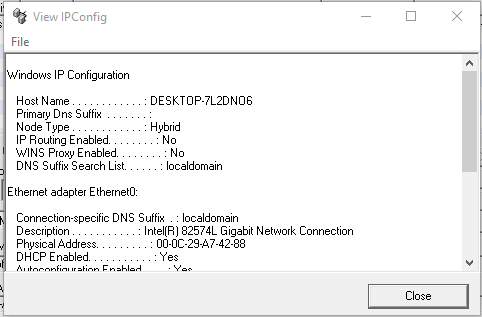 View IPConfig
File
Windows IP Configuration
Host Name . . . . . . . . . . . . : DESKTOP-7L2DNO6
Primary Dns Suffix . . . . . . . :
Node Type . . . . . . . . . . . . : Hybrid
IP Routing Enabled. . . . . . . . : No
WINS Proxy Enabled. . . . . . . . : No
DNS Suffix Search List. . . . . . : localdomain
Ethernet adapter Ethernet0:
Connection-specific DNS Suffix . : localdomain
Description . . . . . . . . . . . : Intel(R) 82574L Gigabit Network Connection
Physical Address. . . . . . . . . : 00-0C-29-A7-42-88
DHCP Enabled. . . . . . . . . . . : Yes
Autoconfiguration Enabled . . . . : Yes
Close